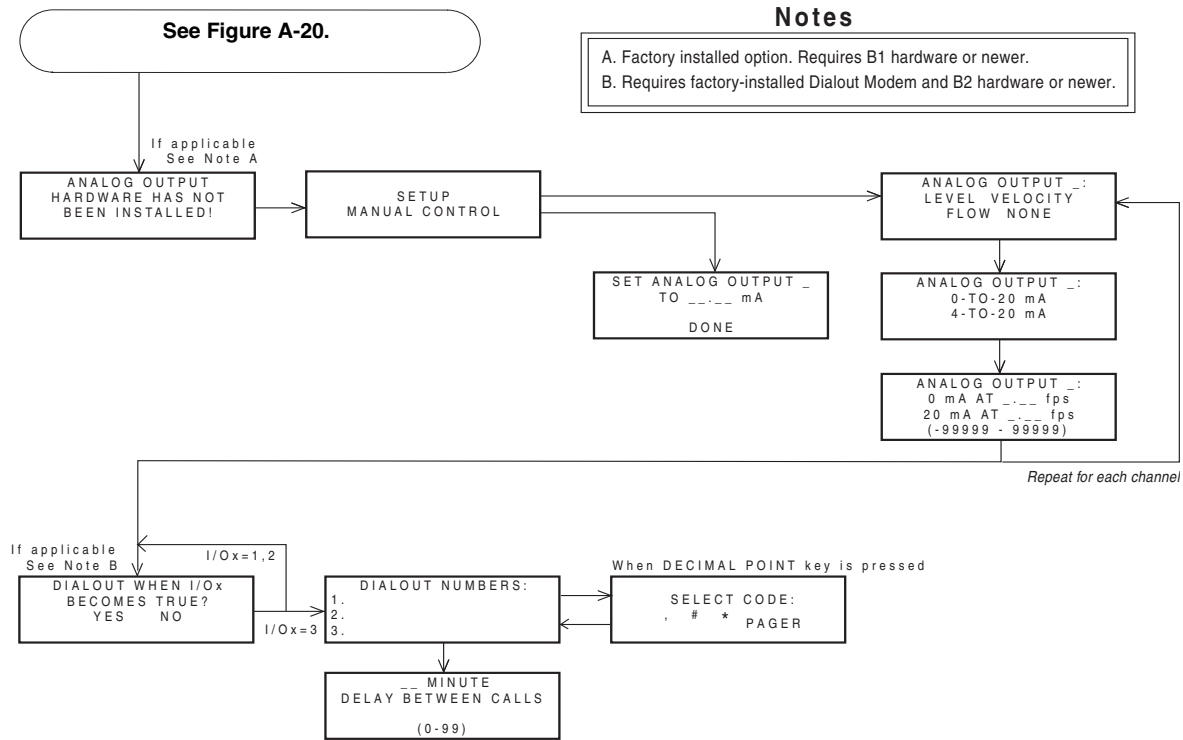 See Figure A-20.
Notes
A. Factory installed option. Requires B1 hardware or newer.
B. Requires factory-installed Dialout Modem and B2 hardware or newer.
If applicable
See Note A
ANALOG OUTPUT
HARDWARE HAS NOT
BEEN INSTALLED!
SETUP
MANUAL CONTROL
ANALOG OUTPUT _:
LEVEL VELOCITY
FLOW NONE
SET ANALOG OUTPUT _
TO __.__ mA
DONE
ANALOG OUTPUT _:
0-TO-20 mA
4-TO-20 mA
ANALOG OUTPUT _:
0 mA AT _.__ fps
20 mA AT _.__ fps
(-99999 - 99999)
Repeat for each channel
If applicable
See Note B
I/Ox=1,2
DIALOUT WHEN I/Ox
BECOMES TRUE?
YES NO
I/Ox=3
DIALOUT NUMBERS:
1.
2.
3.
When DECIMAL POINT key is pressed
SELECT CODE:
, # * PAGER
__ MINUTE
DELAY BETWEEN CALLS
(0-99)